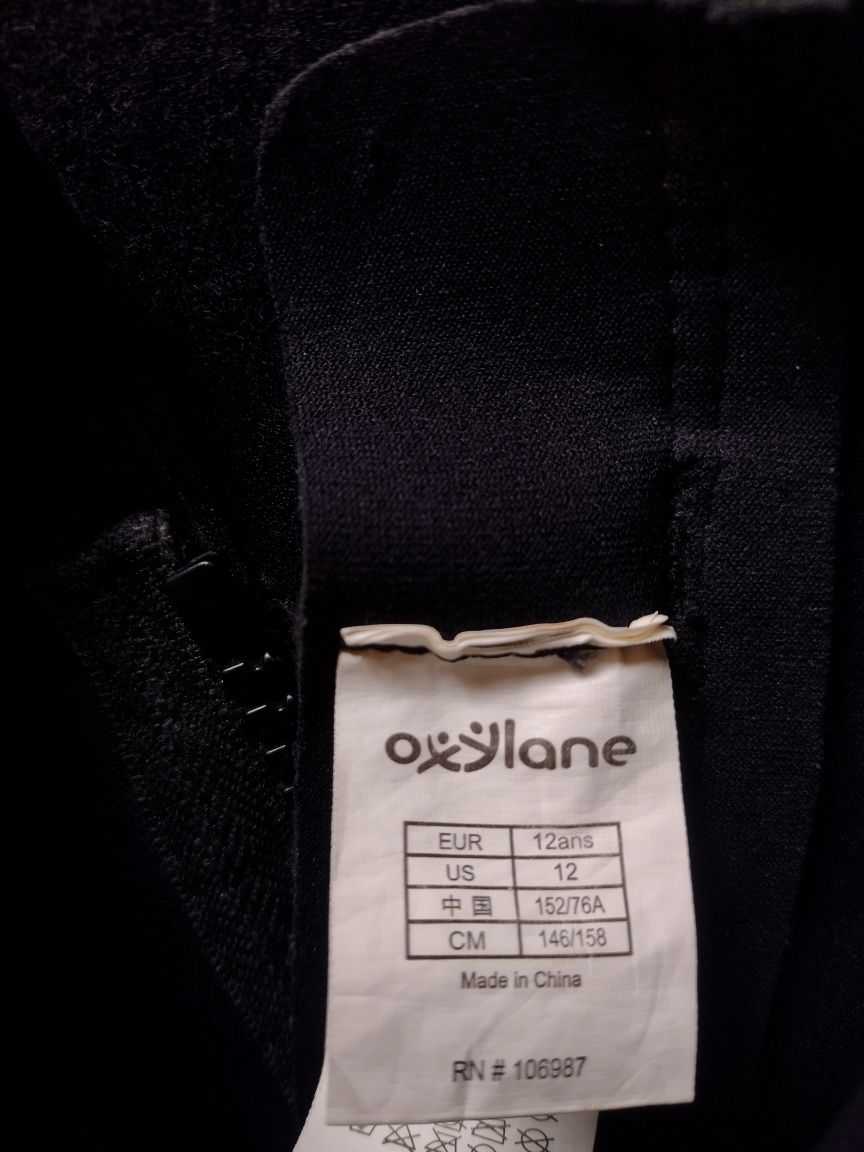 oxylane
EUR 12ans
US 12
中国 152/76A
CM 146/158
Made in China
RN # 106987